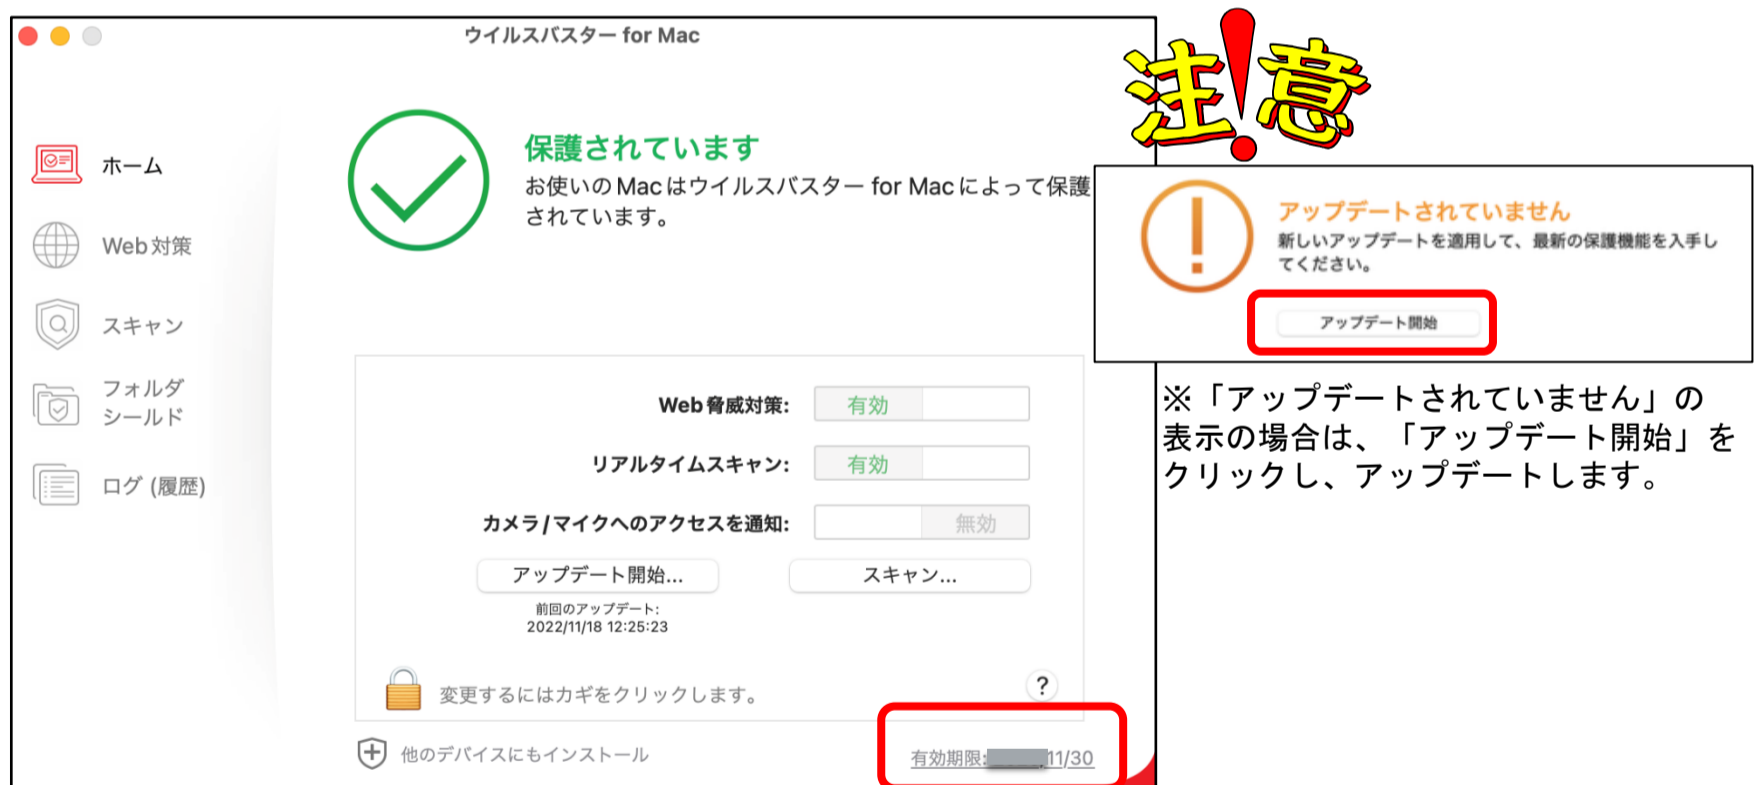 ウイルスバスター for Mac
注!意
ホーム
Web対策
スキャン
フォルダ
シールド
ログ (履歴)
保護されています
お使いのMacはウイルスバスター for Macによって保護
されています。
アップデートされていません
新しいアップデートを適用して、最新の保護機能を入手し
てください。
アップデート開始
※「アップデートされていません」の
表示の場合は、「アップデート開始」を
クリックし、アップデートします。
Web脅威対策: 有効
リアルタイムスキャン: 有効
カメラ/マイクへのアクセスを通知: 無効
アップデート開始... スキャン...
前回のアップデート:
2022/11/18 12:25:23
変更するにはカギをクリックします。 ?
他のデバイスにもインストール
有効期限: 11/30